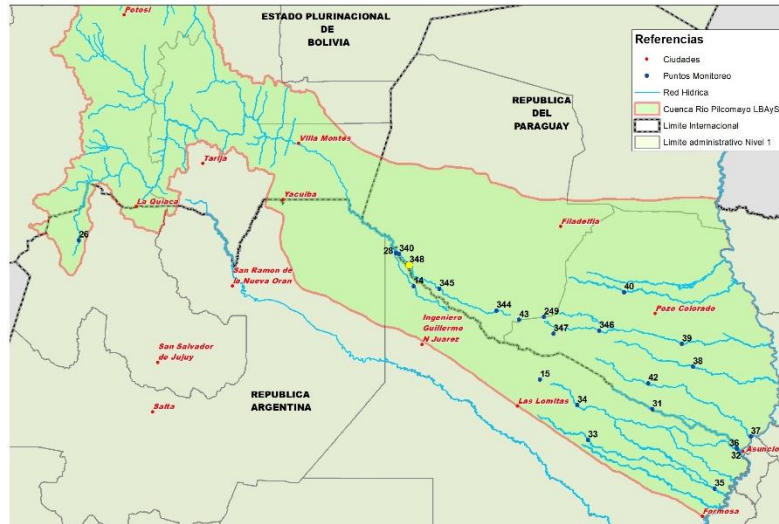 Potosí
ESTADO PLURINACIONAL
DE
BOLIVIA
Referencias
Ciudades
Puntos Monitoreo
Red Hídrica
Cuenca Rio Pilcomayo LBAyS
Limite Internacional
Límite administrativo Nivel 1
REPUBLICA
DEL
PARAGUAY
Villa Montes
Tarija
Yacuiba
La Quiaca
Filadelfia
26
28
340
348
14
345
San Ramon de
la Nueva Oran
40
344
43
249
Pozo Colorado
347
346
Ingeniero
Guillermo
N Juarez
39
San Salvador
de Jujuy
38
15
42
REPUBLICA
ARGENTINA
Las Lomitas
34
31
Salta
33
37
36
32
Asuncio
35
Formosa